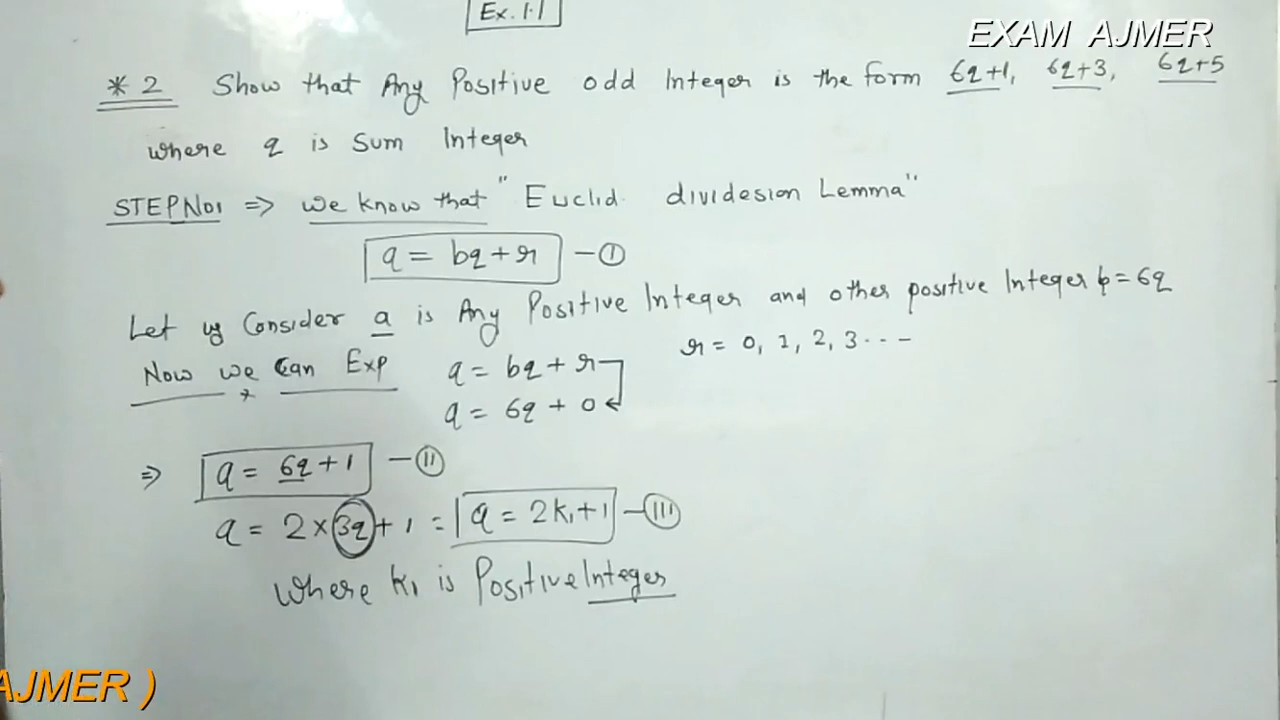 Ex. 1.1
EXAM AJMER
* 2 Show that Any Positive odd Integer is the form 6q+1, 6q+3, 6q+5
where q is Sum Integer
STEP No1 => we know that "Euclid dividesion Lemma"
a = bq + r — (I)
Let us Consider a is Any Positive Integer and other positive Integer b = 6q
Now we Can Exp a = bq + r r = 0, 1, 2, 3 . . . -
a = 6q + 0
=> a = 6q + 1 — (II)
a = 2 × 3q + 1 = a = 2k₁ + 1 — (III)
where k₁ is Positive Integer
AJMER )